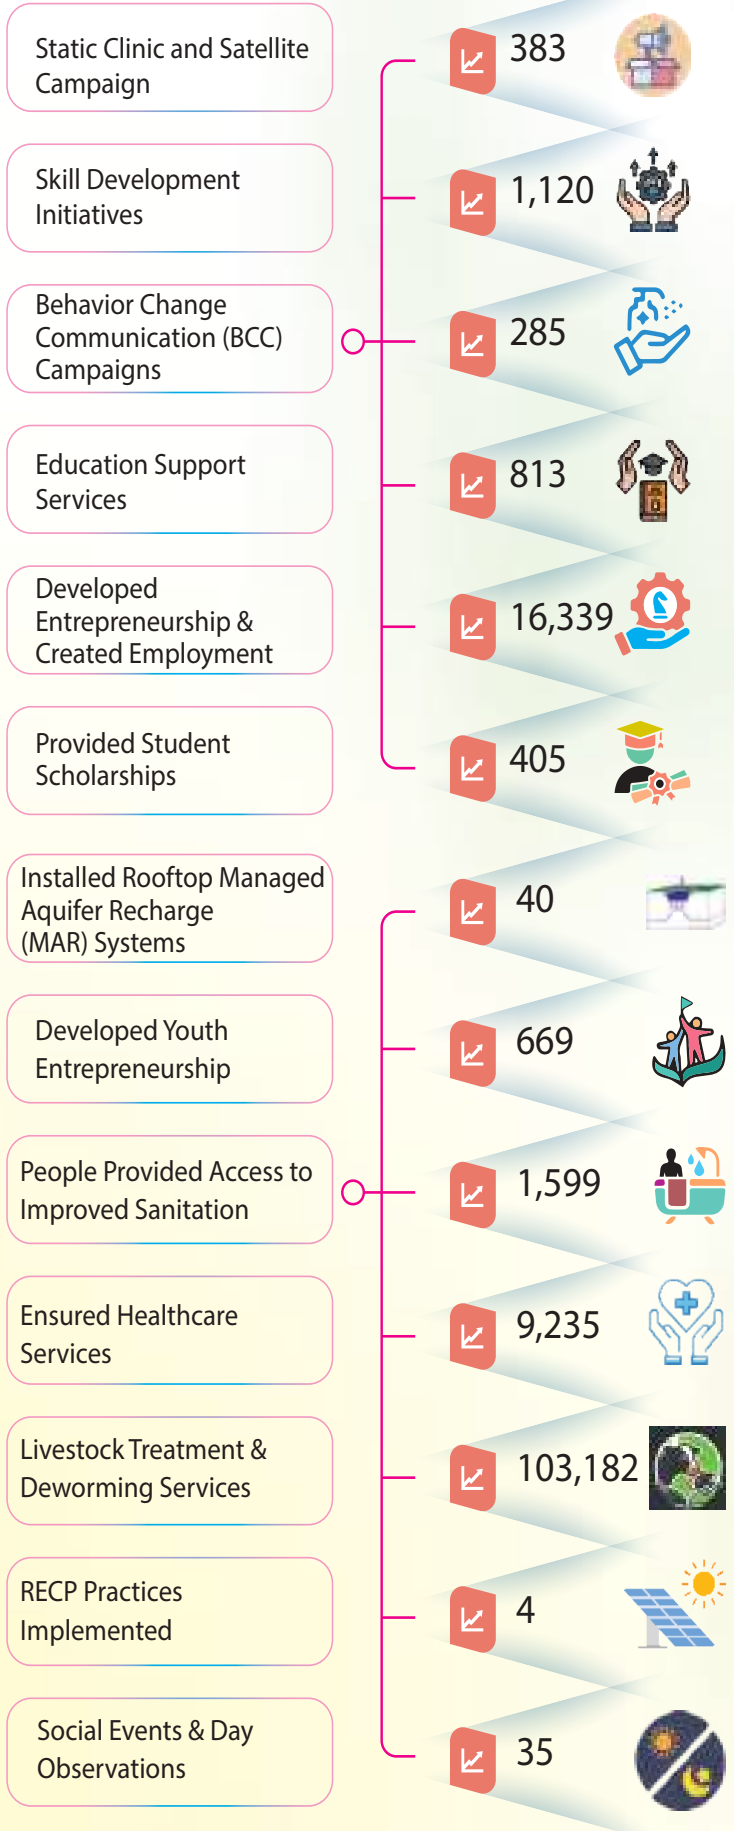 Static Clinic and Satellite
Campaign
383
Skill Development
Initiatives
1,120
Behavior Change
Communication (BCC)
Campaigns
285
Education Support
Services
813
Developed
Entrepreneurship &
Created Employment
16,339
Provided Student
Scholarships
405
Installed Rooftop Managed
Aquifer Recharge
(MAR) Systems
40
Developed Youth
Entrepreneurship
669
People Provided Access to
Improved Sanitation
1,599
Ensured Healthcare
Services
9,235
Livestock Treatment &
Deworming Services
103,182
RECP Practices
Implemented
4
Social Events & Day
Observations
35